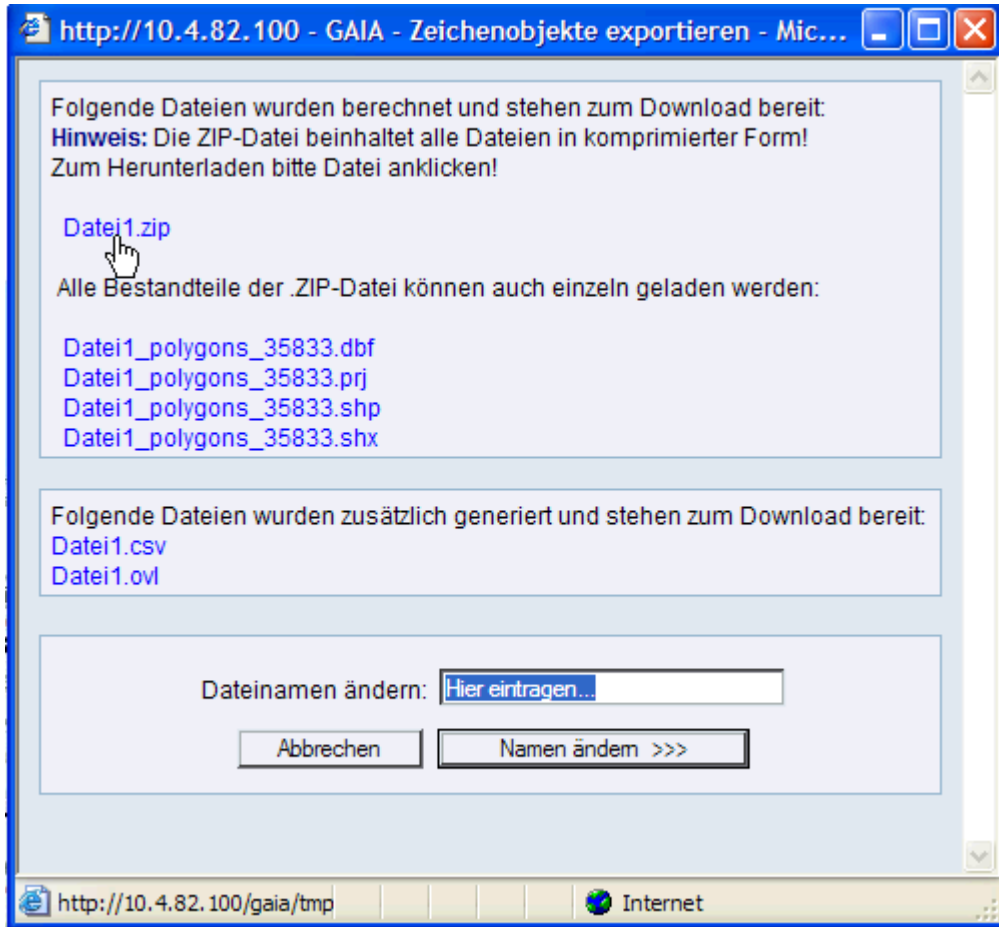 http://10.4.82.100 - GAIA - Zeichenobjekte exportieren - Mic...
Folgende Dateien wurden berechnet und stehen zum Download bereit:
Hinweis: Die ZIP-Datei beinhaltet alle Dateien in komprimierter Form!
Zum Herunterladen bitte Datei anklicken!
Datei1.zip
Alle Bestandteile der .ZIP-Datei können auch einzeln geladen werden:
Datei1_polygons_35833.dbf
Datei1_polygons_35833.prj
Datei1_polygons_35833.shp
Datei1_polygons_35833.shx
Folgende Dateien wurden zusätzlich generiert und stehen zum Download bereit:
Datei1.csv
Datei1.ovl
Dateinamen ändern: Hier eintragen...
Abbrechen Namen ändern >>>
http://10.4.82.100/gaia/tmp Internet